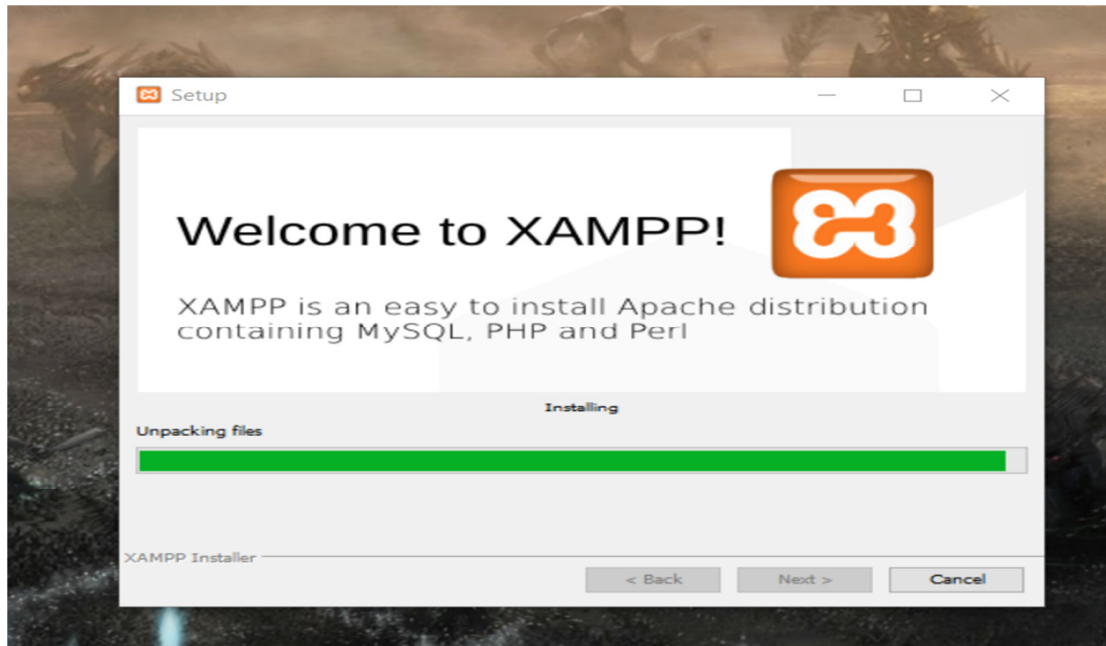 Setup
Welcome to XAMPP!
XAMPP is an easy to install Apache distribution
containing MySQL, PHP and Perl
Installing
Unpacking files
XAMPP Installer
< Back
Next >
Cancel